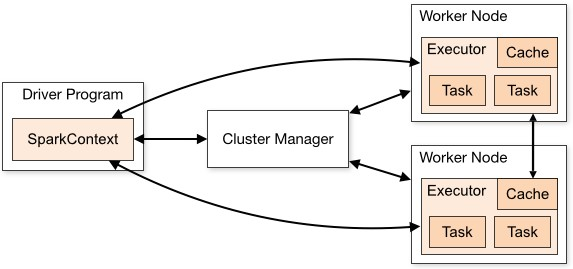 Driver Program
SparkContext
Cluster Manager
Worker Node
Executor
Cache
Task
Task
Worker Node
Executor
Cache
Task
Task